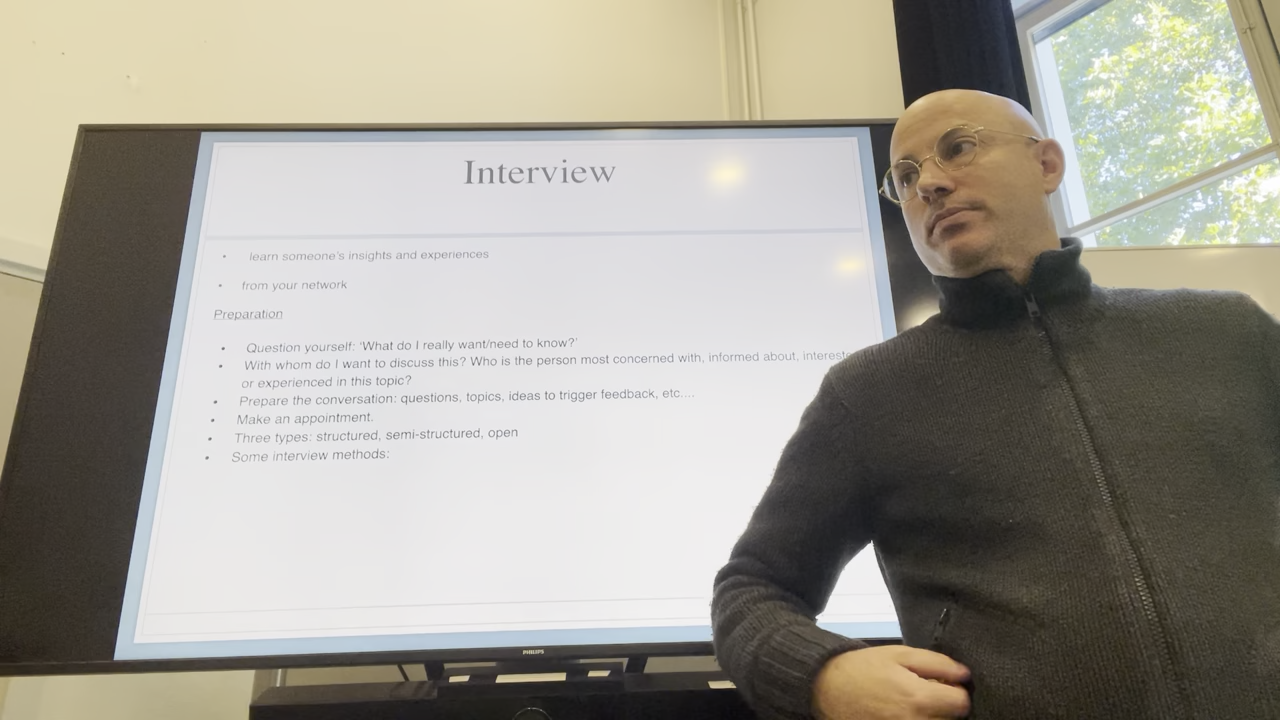 Interview
learn someone's insights and experiences
from your network
Preparation
Question yourself: 'What do I really want/need to know?'
With whom do I want to discuss this? Who is the person most concerned with, informed about,
or experienced in this topic?
Prepare the conversation: questions, topics, ideas to trigger feedback, etc....
Make an appointment.
Three types: structured, semi-structured, open
Some interview methods:
PHILIPS